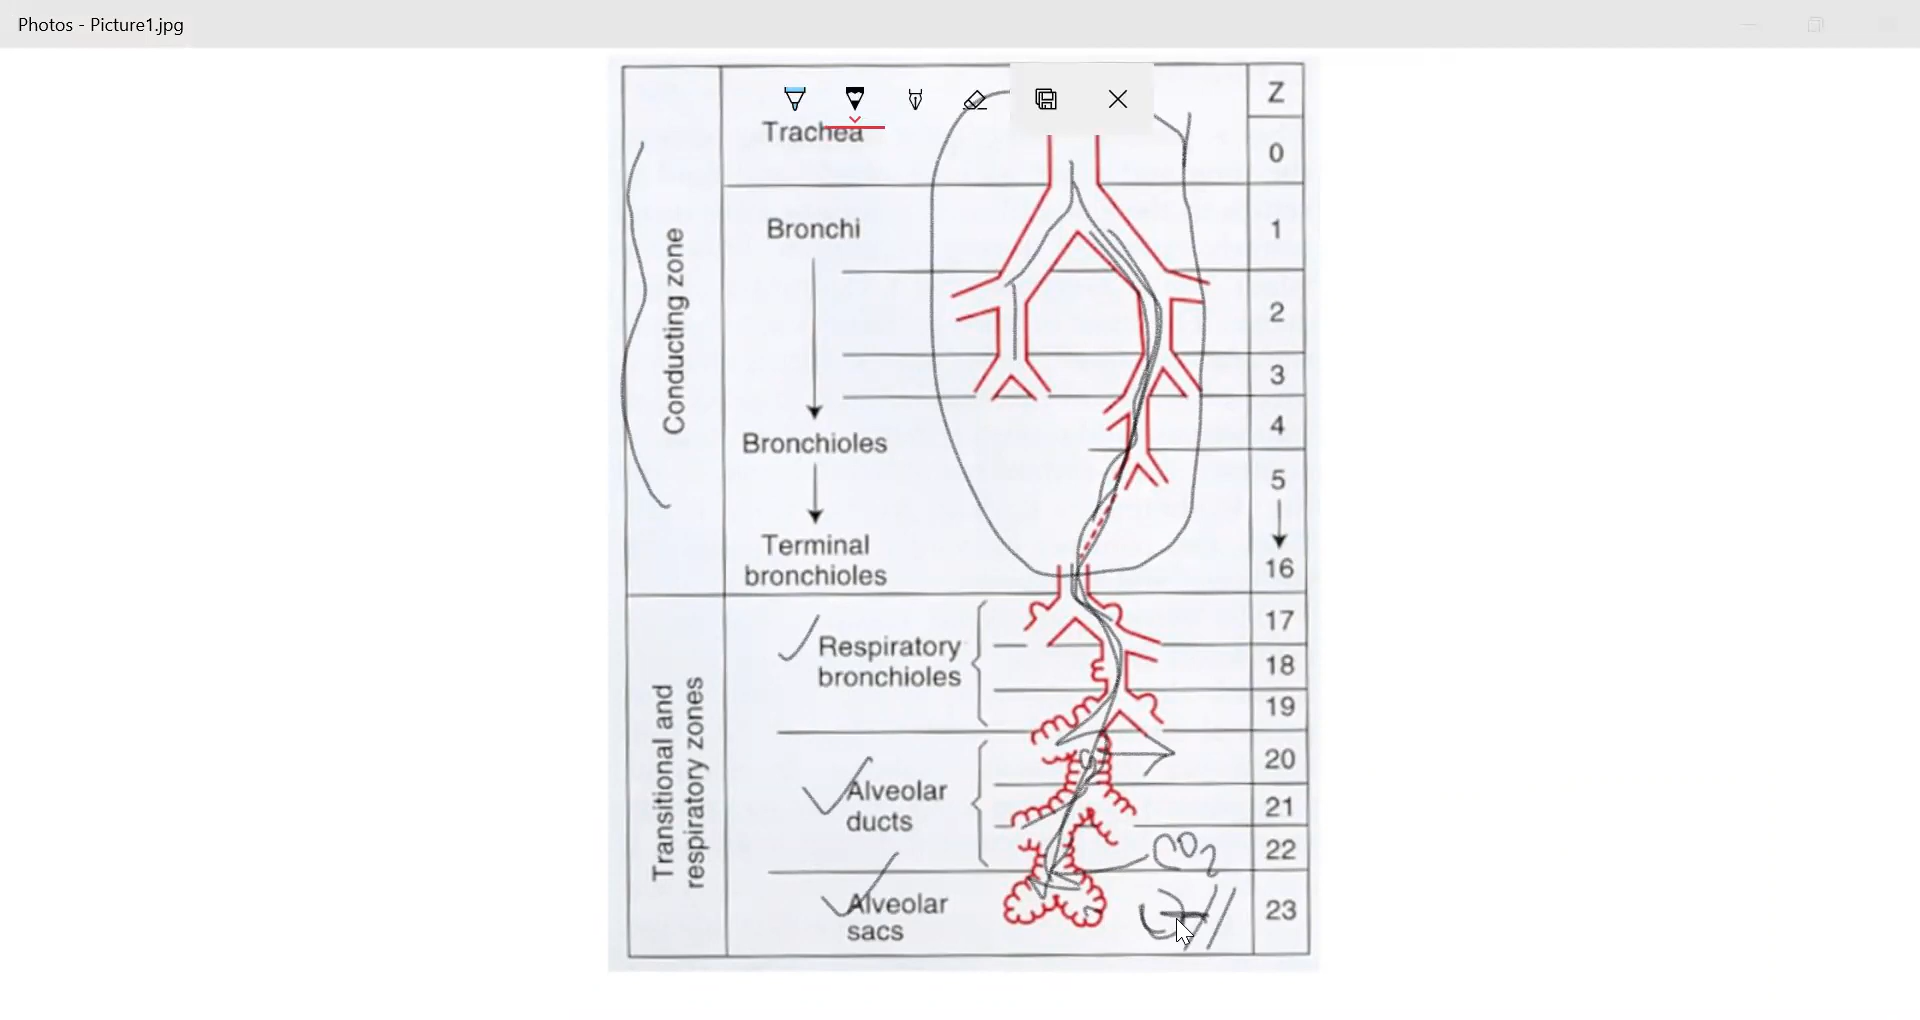 Photos - Picture1.jpg
Z
Trachea
0
Bronchi
1
2
3
4
Bronchioles
5
Terminal
bronchioles
16
Conducting zone
17
Respiratory
bronchioles
18
19
20
Alveolar
ducts
21
22
Alveolar
sacs
23
Transitional and
respiratory zones